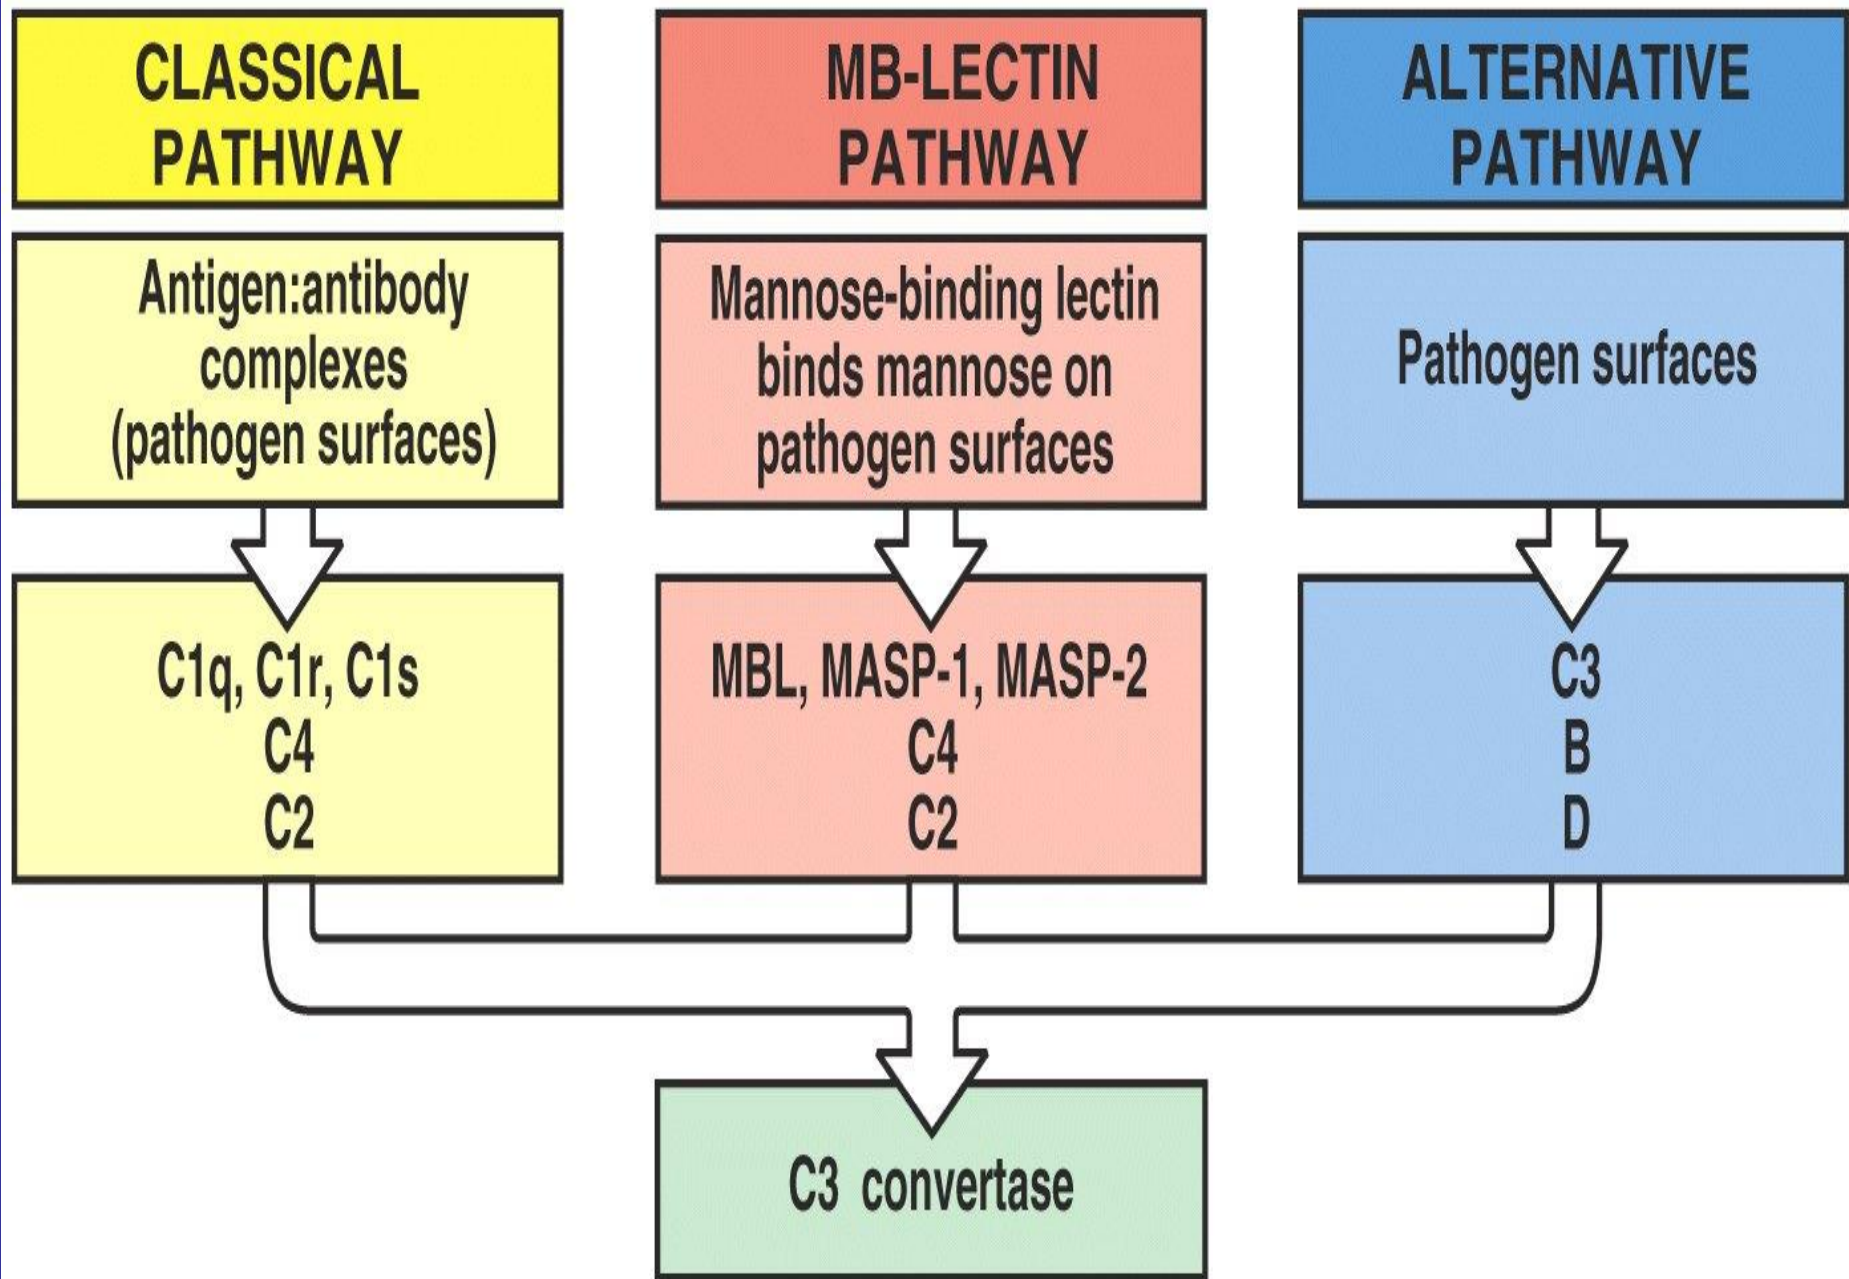 CLASSICAL
PATHWAY
Antigen:antibody
complexes
(pathogen surfaces)
C1q, C1r, C1s
C4
C2
MB-LECTIN
PATHWAY
Mannose-binding lectin
binds mannose on
pathogen surfaces
MBL, MASP-1, MASP-2
C4
C2
ALTERNATIVE
PATHWAY
Pathogen surfaces
C3
B
D
C3 convertase